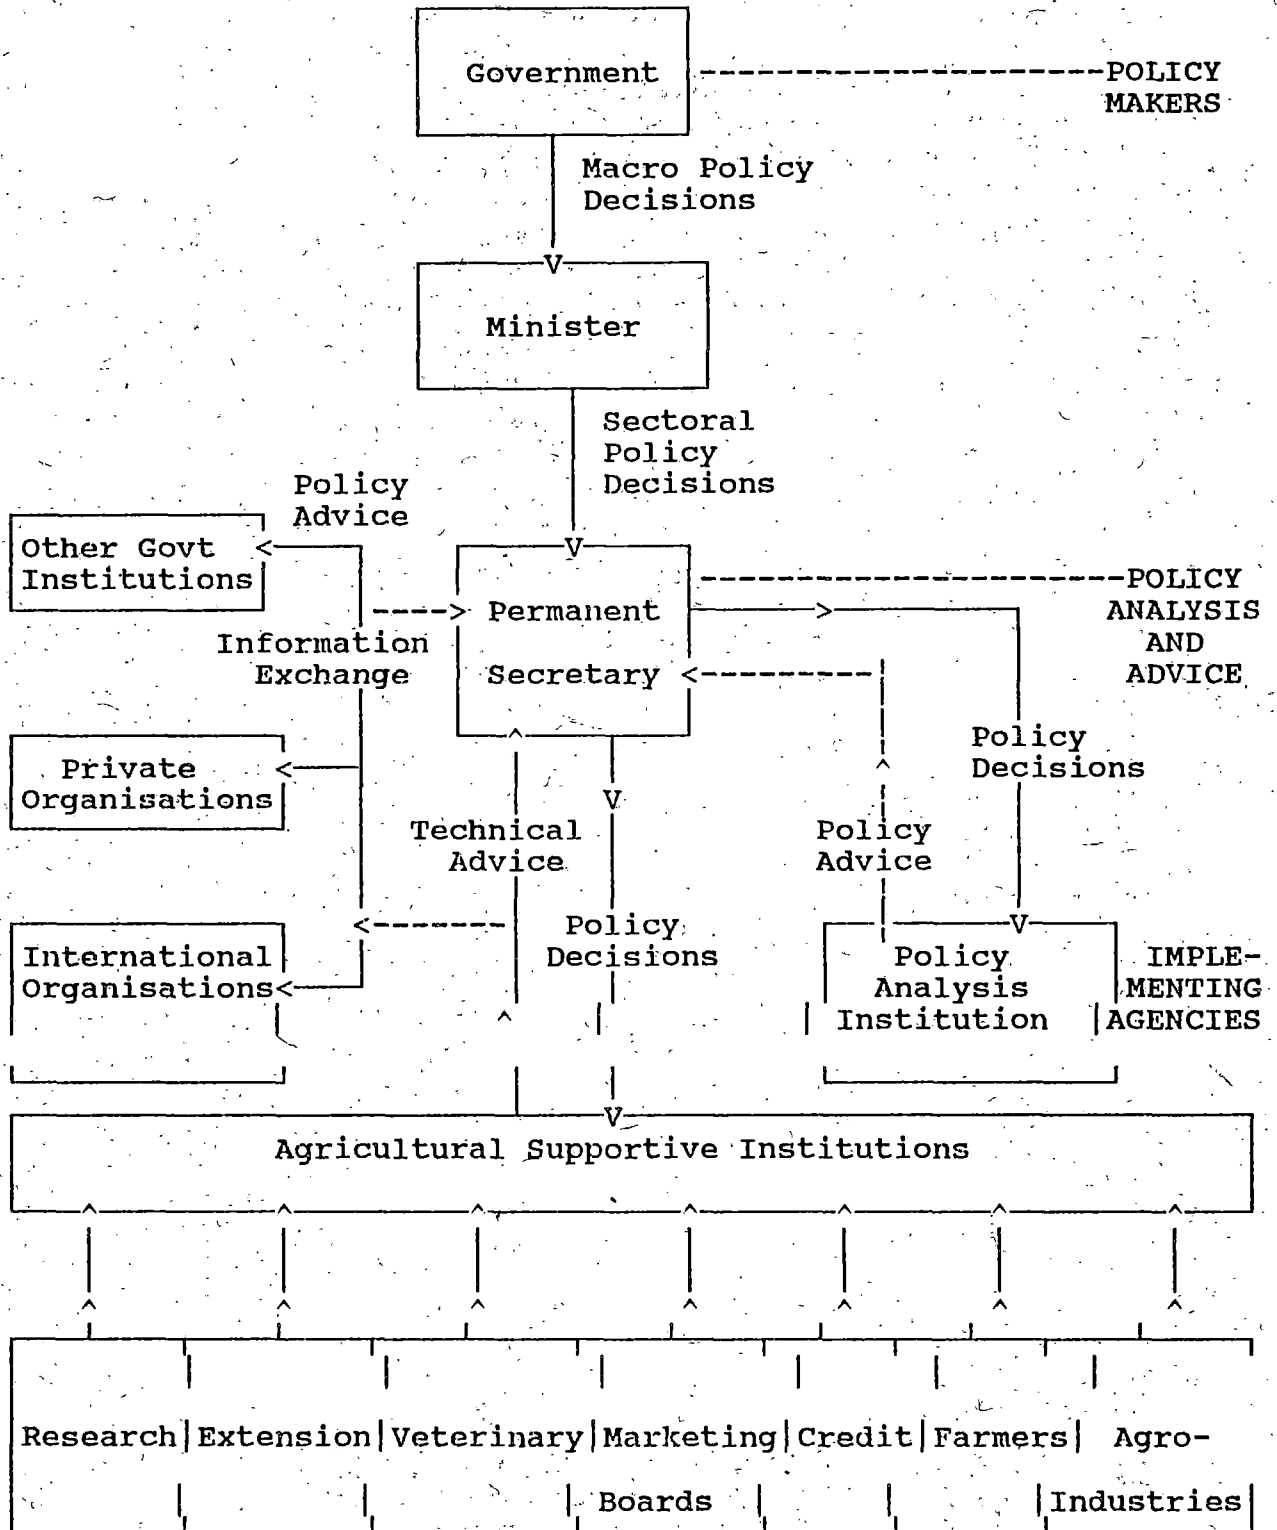 Government
POLICY
MAKERS
Macro Policy
Decisions
Minister
Sectoral
Policy
Decisions
Policy
Advice
Other Govt
Institutions
Permanent
Secretary
POLICY
ANALYSIS
AND
ADVICE
Information
Exchange
Policy
Decisions
Private
Organisations
Technical
Advice
Policy
Advice
Policy
Decisions
International
Organisations
Policy
Analysis
Institution
IMPLE-
MENTING
AGENCIES
Agricultural Supportive Institutions
Research|Extension|Veterinary|Marketing|Credit|Farmers| Agro-
Boards Industries